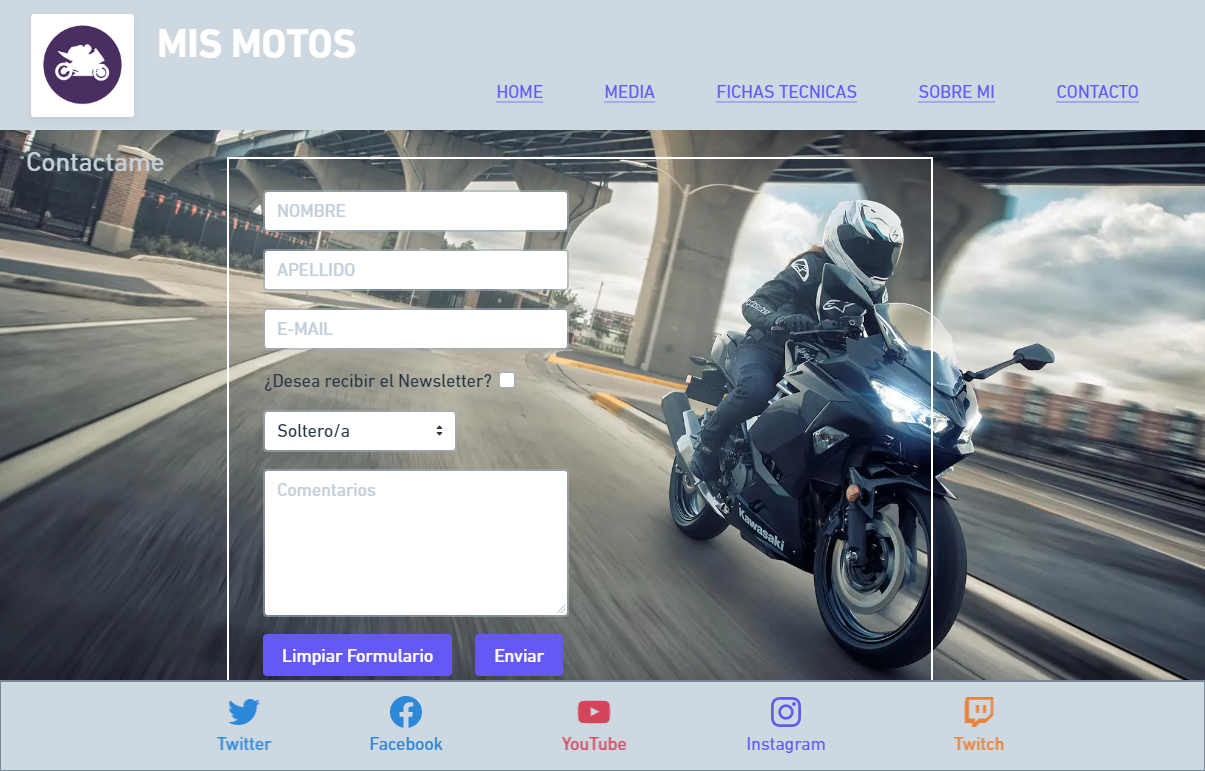 MIS MOTOS
HOME MEDIA FICHAS TECNICAS SOBRE MI CONTACTO
Contactame
NOMBRE
APELLIDO
E-MAIL
¿Desea recibir el Newsletter?
Soltero/a
Comentarios
Kawasaki
Limpiar Formulario Enviar
Twitter Facebook YouTube Instagram Twitch